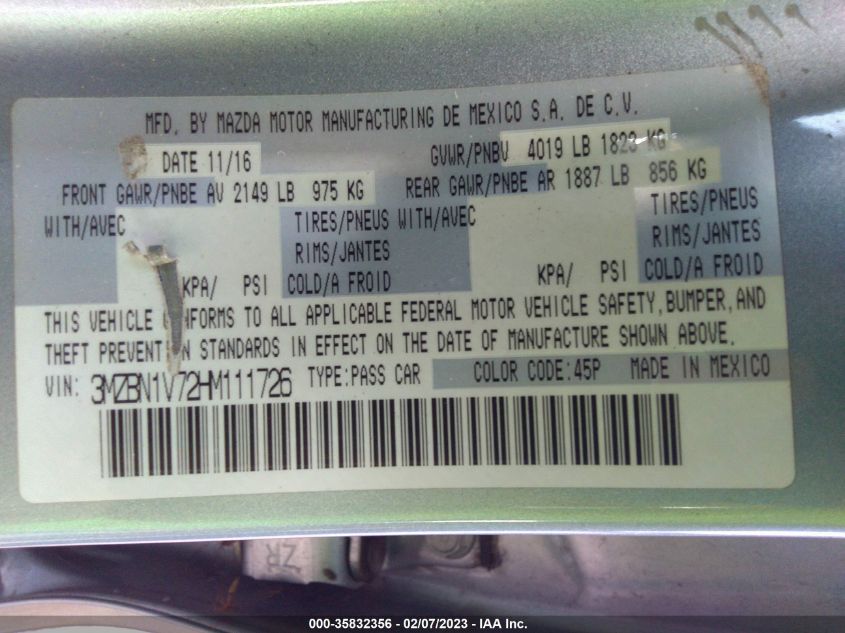 MFD. BY MAZDA MOTOR MANUFACTURING DE MEXICO S.A. DE C.V.
DATE 11/16 GVWR/PNBV 4019 LB 1823 KG
FRONT GAWR/PNBE AV 2149 LB 975 KG REAR GAWR/PNBE AR 1887 LB 856 KG
WITH/AVEC TIRES/PNEUS WITH/AVEC TIRES/PNEUS
RIMS/JANTES RIMS/JANTES
KPA/ PSI COLD/A FROID KPA/ PSI COLD/A FROID
THIS VEHICLE C NFORMS TO ALL APPLICABLE FEDERAL MOTOR VEHICLE SAFETY, BUMPER, AND
THEFT PREVENTI N STANDARDS IN EFFECT ON THE DATE OF MANUFACTURE SHOWN ABOVE.
VIN: 3MZBN1V72HM111726 TYPE:PASS CAR COLOR CODE:45P MADE IN MEXICO
ZR
000-35832356 - 02/07/2023 - IAA Inc.